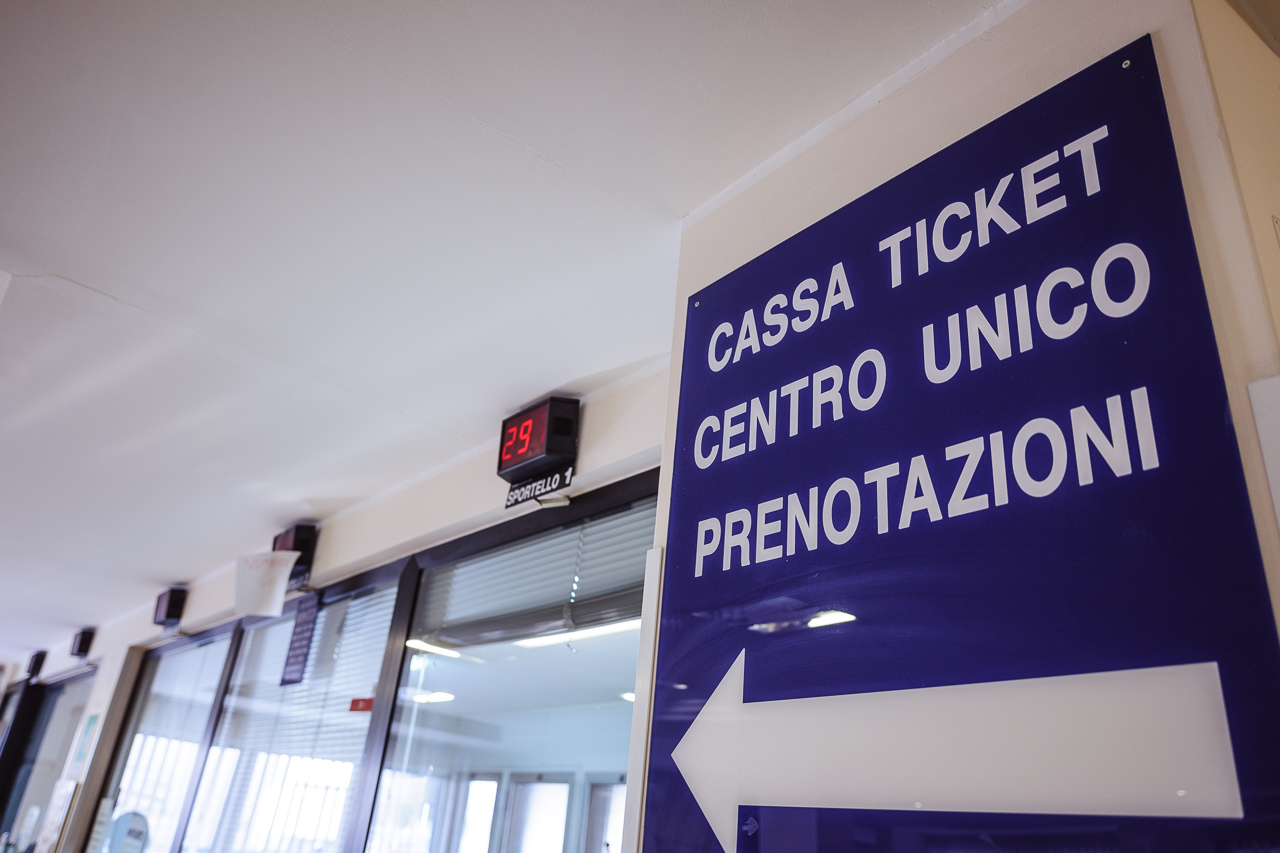 CASSA TICKET
CENTRO UNICO
PRENOTAZIONI
29
SPORTELLO 1